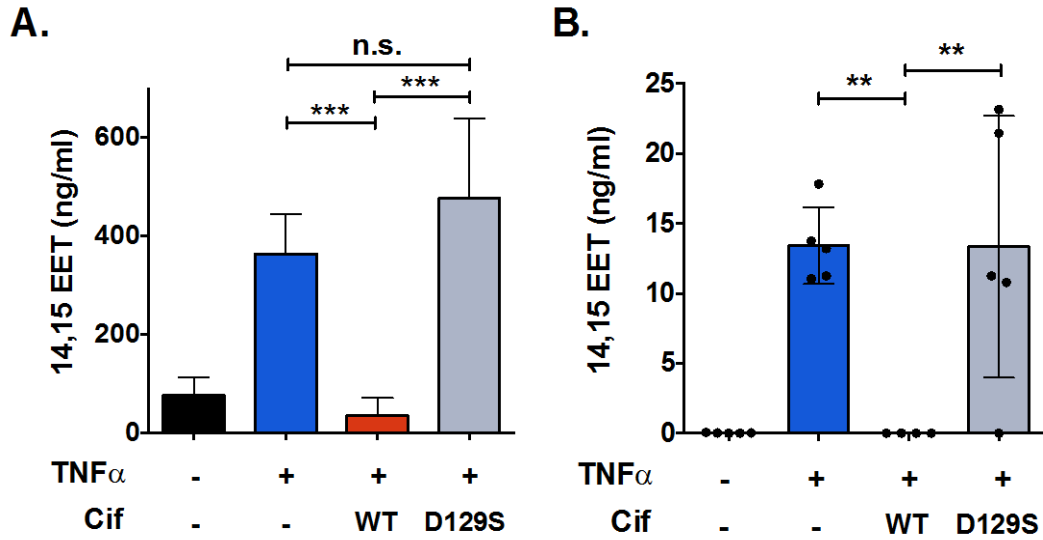 A.
n.s.
***
***
14,15 EET (ng/ml)
600
400
200
0
TNFα - + + +
Cif - - WT D129S
B.
**
**
14,15 EET (ng/ml)
25
20
15
10
5
0
TNFα - + + +
Cif - - WT D129S